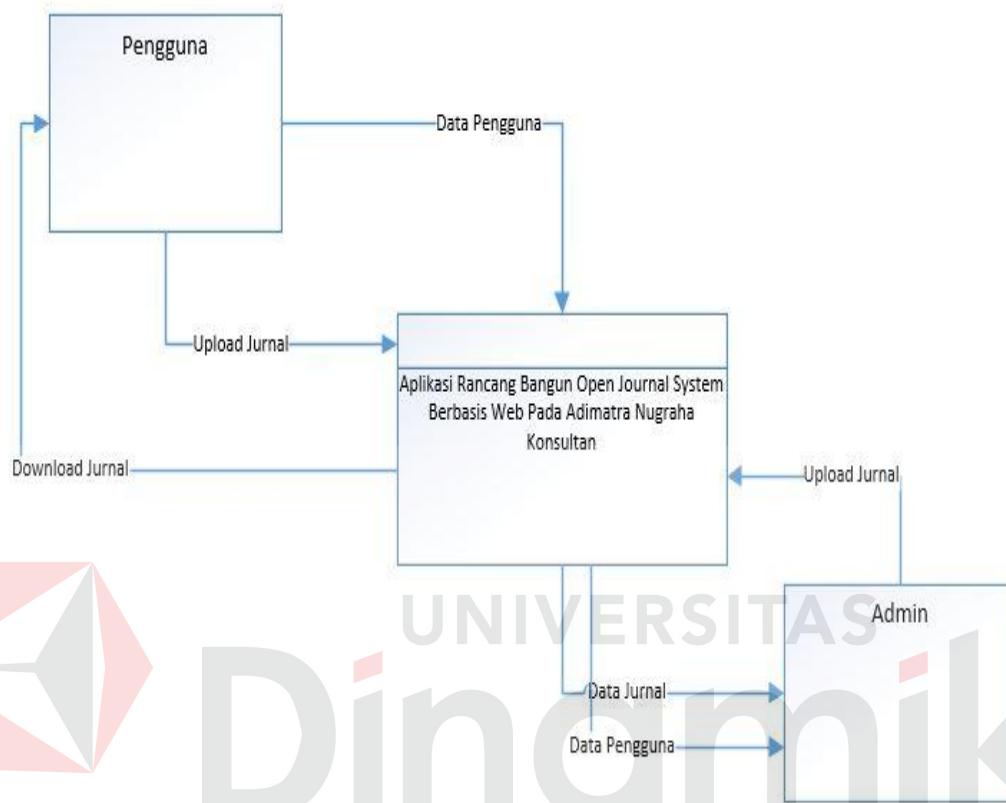 Pengguna
Data Pengguna
Upload Jurnal
Aplikasi Rancang Bangun Open Journal System
Berbasis Web Pada Adimatra Nugraha
Konsultan
Download Jurnal
Upload Jurnal
Admin
UNIVERSITAS
Dinamik
Data Jurnal
Data Pengguna